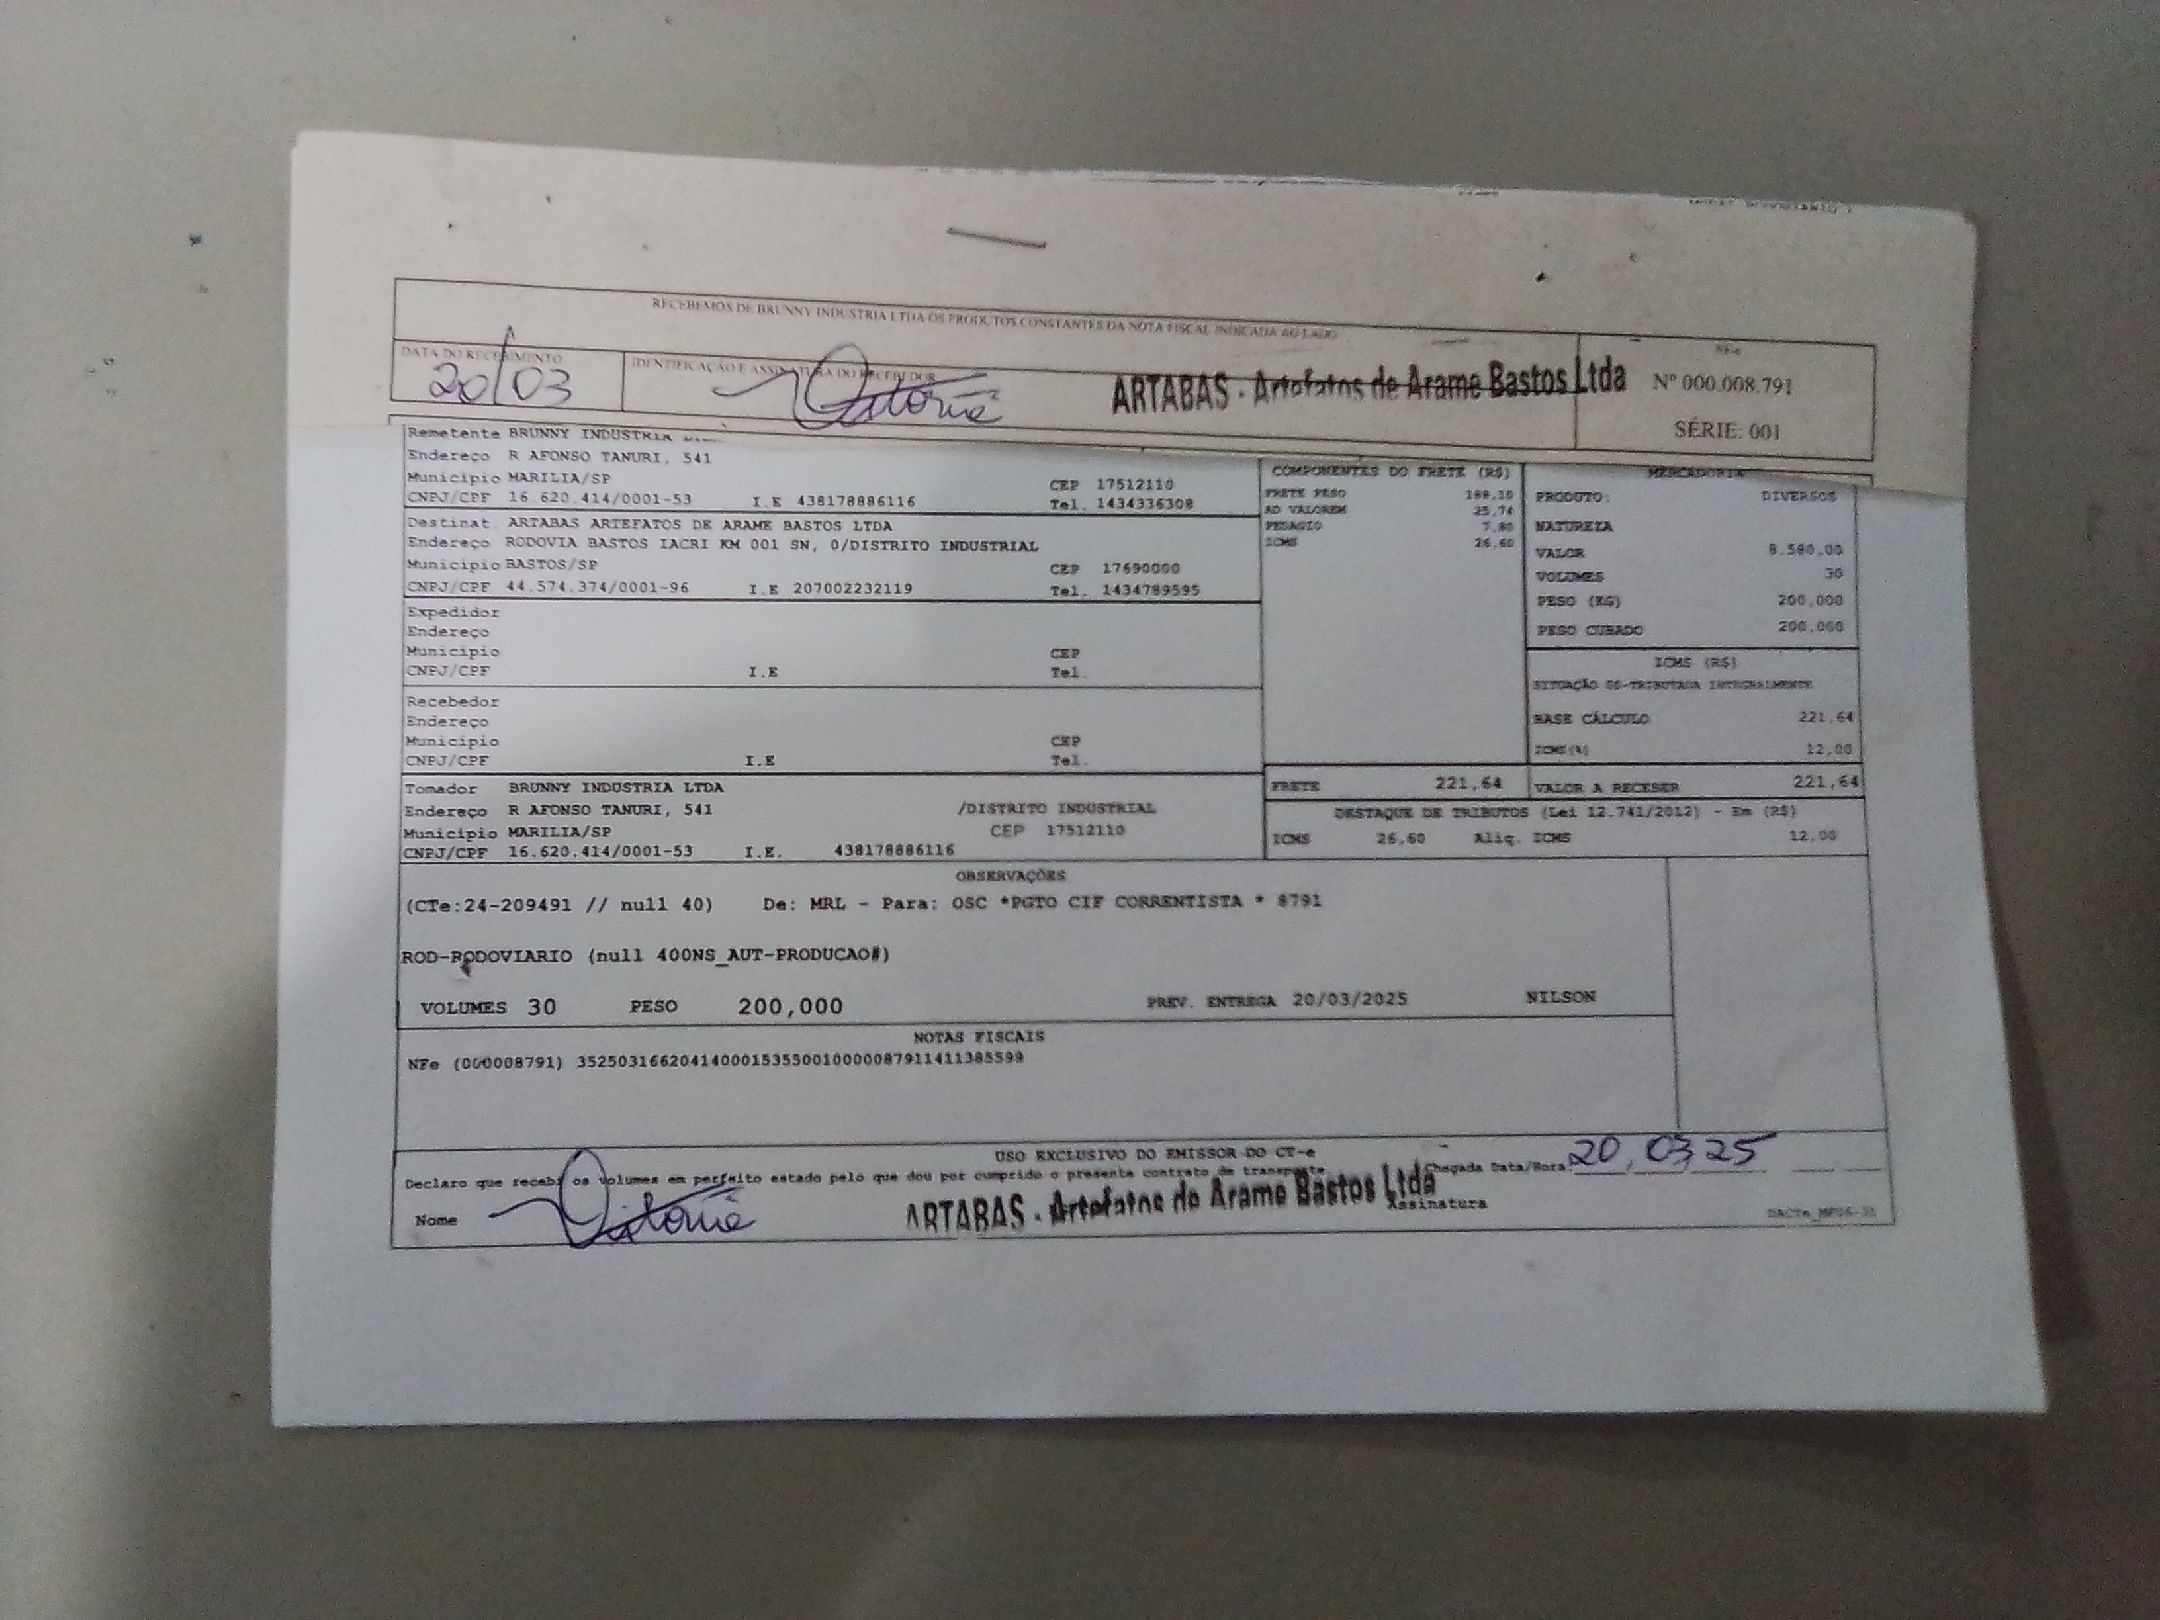 RECEBEMOS DE BRUNNY INDUSTRIA LTDA OS PRODUTOS CONSTANTES DA NOTA FISCAL INDICADA AO LADO
DATA DO RECEBIMENTO
20/03
IDENTIFICAÇÃO E ASSINATURA DO RECEBEDOR
ARTABAS - Artefatos de Arame Bastos Ltda
NF-e
Nº 000.008.791
SÉRIE: 001
Remetente BRUNNY INDUSTRIA
Endereço R AFONSO TANURI, 541
Município MARILIA/SP CEP 17512110
CNPJ/CPF 16.620.414/0001-53 I.E 438178886116 Tel. 1434336308
Destinat. ARTABAS ARTEFATOS DE ARAME BASTOS LTDA
Endereço RODOVIA BASTOS IACRI KM 001 SN, 0/DISTRITO INDUSTRIAL
Município BASTOS/SP CEP 17690000
CNPJ/CPF 44.574.374/0001-96 I.E 207002232119 Tel. 1434789595
Expedidor
Endereço
Município CEP
CNPJ/CPF I.E Tel.
Recebedor
Endereço
Município CEP
CNPJ/CPF I.E Tel.
Tomador BRUNNY INDUSTRIA LTDA
Endereço R AFONSO TANURI, 541 /DISTRITO INDUSTRIAL
Município MARILIA/SP CEP 17512110
CNPJ/CPF 16.620.414/0001-53 I.E. 438178886116
COMPONENTES DO FRETE (R$)
FRETE PESO
AD VALOREM 25,74
PEDAGIO 7,80
ICMS 26,60
MERCADORIA
PRODUTO: DIVERSOS
NATUREZA
VALOR 8.580,00
VOLUMES 30
PESO (KG) 200,000
PESO CUBADO 200,000
ICMS (R$)
SITUAÇÃO 00-TRIBUTADA INTEGRALMENTE
BASE CÁLCULO 221,64
ICMS(%) 12,00
FRETE 221,64 VALOR A RECEBER 221,64
DESTAQUE DE TRIBUTOS (Lei 12.741/2012) - Em (R$)
ICMS 26,60 Aliq. ICMS 12,00
OBSERVAÇÕES
(CTe:24-209491 // null 40) De: MRL - Para: OSC *PGTO CIF CORRENTISTA * 8791
ROD-RODOVIARIO (null 400NS_AUT-PRODUCAO#)
VOLUMES 30 PESO 200,000 PREV. ENTREGA 20/03/2025 NILSON
NOTAS FISCAIS
NFe (000008791) 35250316620414000153550010000087911411385599
USO EXCLUSIVO DO EMISSOR DO CT-e
Declaro que recebi os volumes em perfeito estado pelo que dou por cumprido o presente contrato de transporte. Chegada Data/Hora: 20 03 25
Nome
ARTABAS - Artefatos de Arame Bastos Ltda
Assinatura